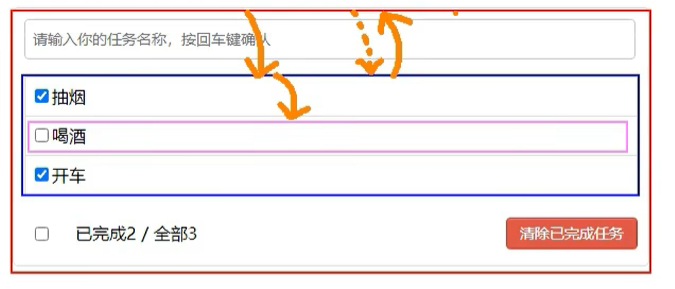 请输入你的任务名称，按回车键确认
抽烟
喝酒
开车
已完成2 / 全部3
清除已完成任务